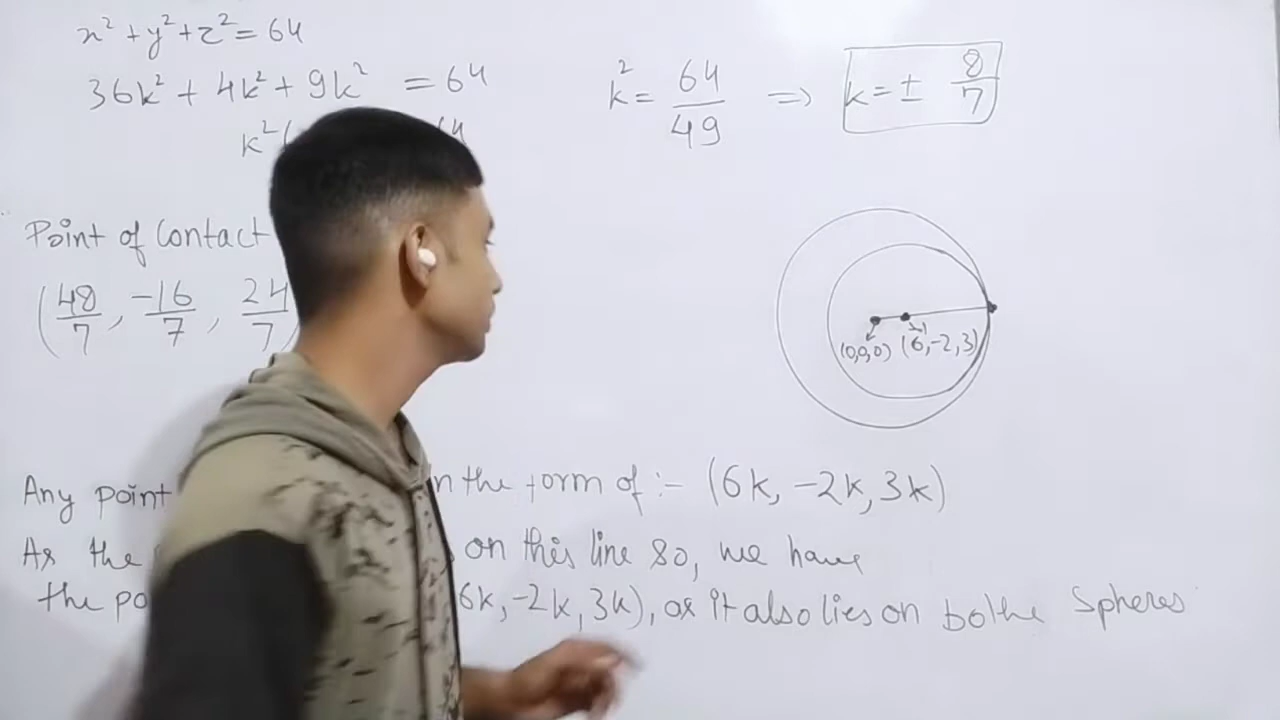 x² + y² + z² = 64
36k² + 4k² + 9k² = 64
k²(
k² = 64/49 ⇒ k = ± 8/7
Point of Contact
(48/7, -16/7, 24/7)
(0,0,0) (6,-2,3)
Any point in the form of :- (6k, -2k, 3k)
As the on this line so, we have
the 6k, -2k, 3k), as it also lies on bothe Spheres